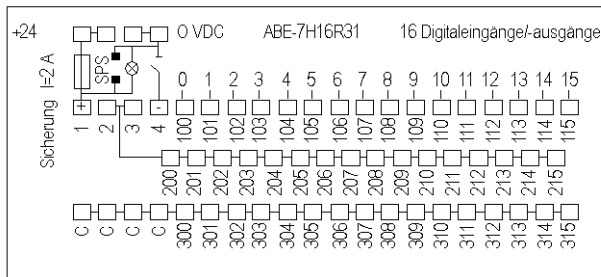 +24 0 VDC ABE-7H16R31 16 Digitaleingänge/-ausgänge
Sicherung I=2 A
SPS
0 1 2 3 4 5 6 7 8 9 10 11 12 13 14 15
+ -
1 2 3 4 100 101 102 103 104 105 106 107 108 109 110 111 112 113 114 115
200 201 202 203 204 205 206 207 208 209 210 211 212 213 214 215
C C C C 300 301 302 303 304 305 306 307 308 309 310 311 312 313 314 315